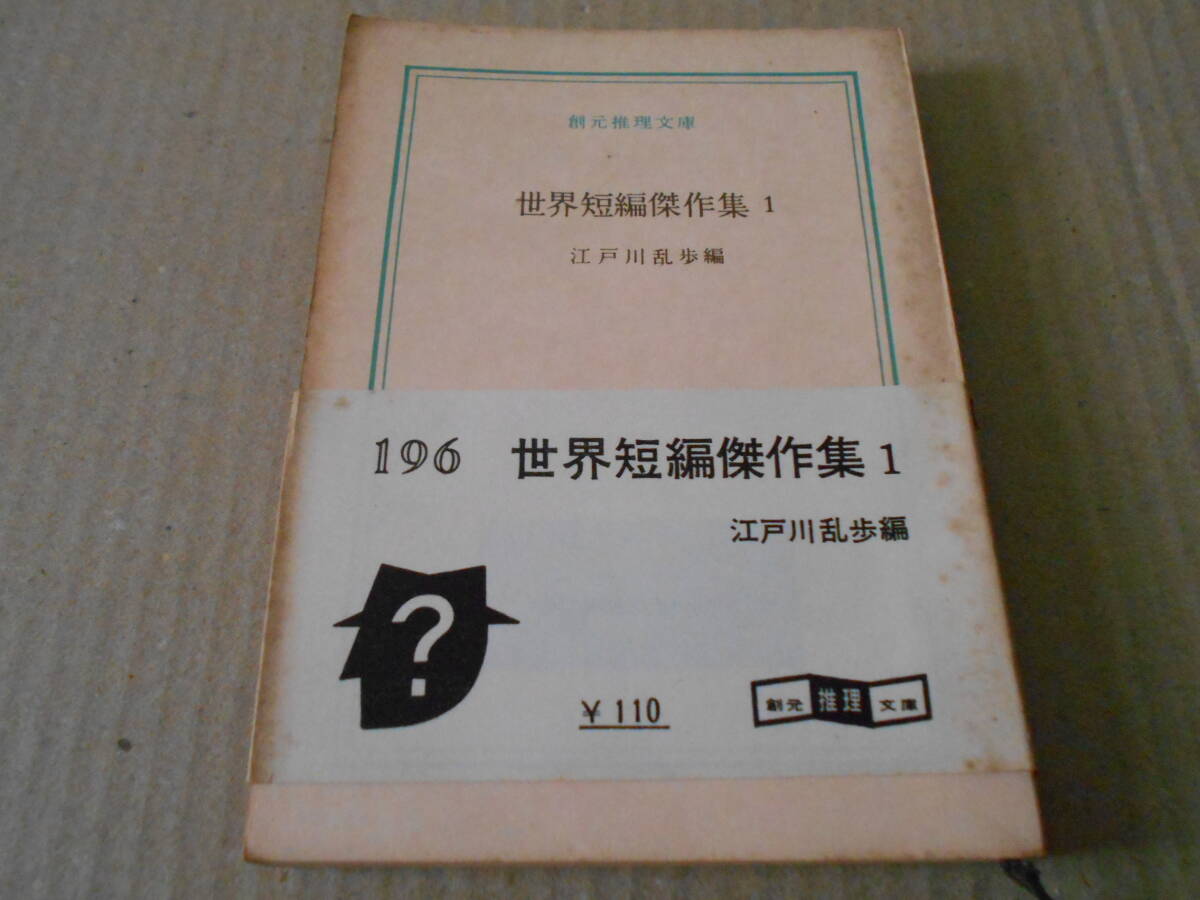 創元推理文庫
世界短編傑作集 1
江戸川乱歩編
196 世界短編傑作集 1
江戸川乱歩編
?
¥110
創元推理文庫